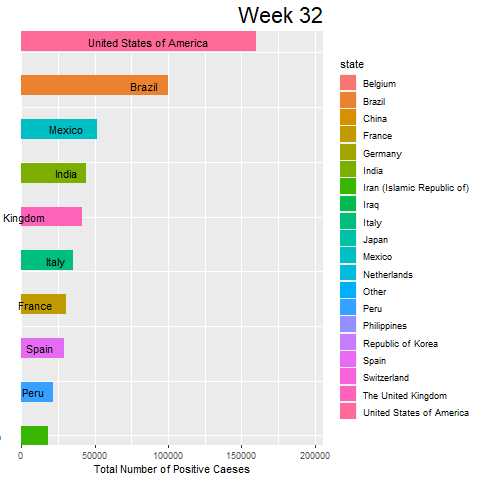 Week 32
United States of America
Brazil
Mexico
India
Kingdom
Italy
France
Spain
Peru
0
50000
100000
150000
200000
Total Number of Positive Caeses
state
Belgium
Brazil
China
France
Germany
India
Iran (Islamic Republic of)
Iraq
Italy
Japan
Mexico
Netherlands
Other
Peru
Philippines
Republic of Korea
Spain
Switzerland
The United Kingdom
United States of America